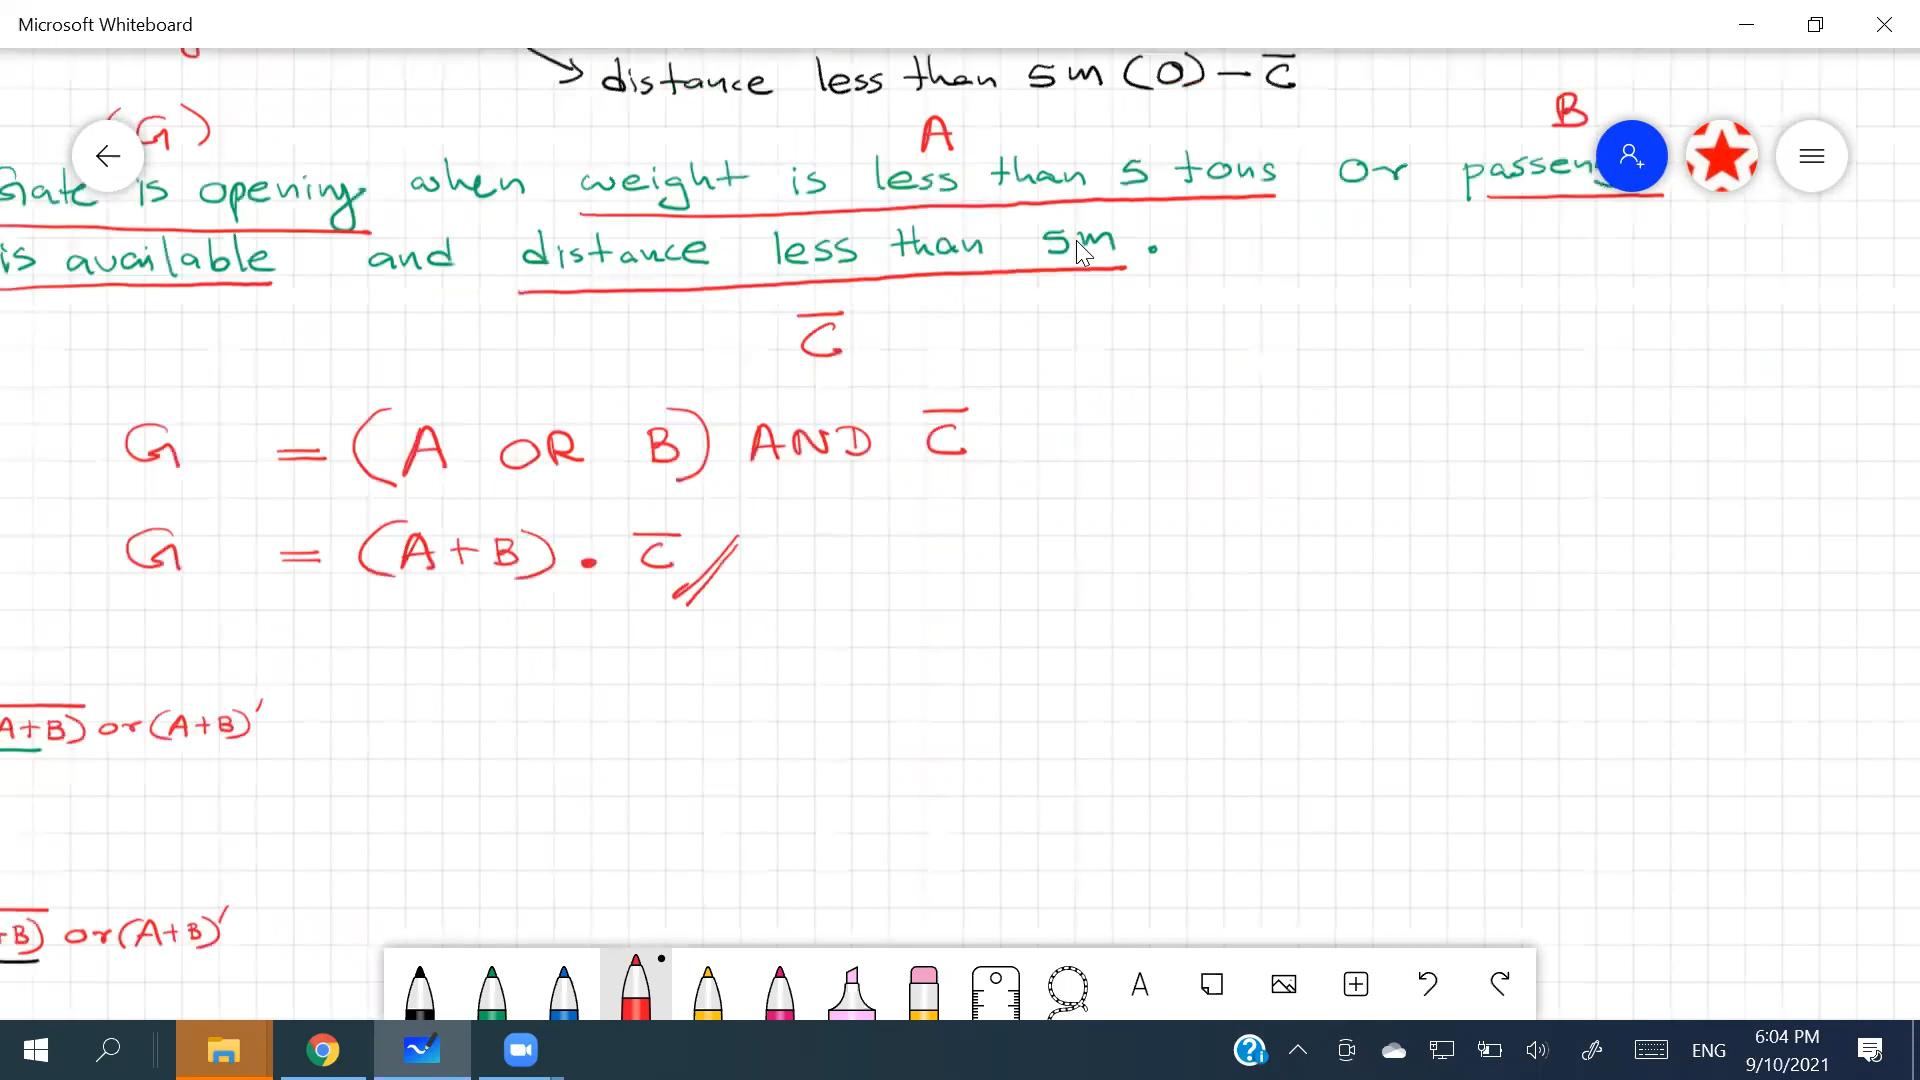 Microsoft Whiteboard
distance less than 5m (0) - C̅
(G)
A
B
Gate is opening when weight is less than 5 tons or
is available and distance less than 5m.
C̅
G = (A OR B) AND C̅
G = (A+B) . C̅
A+B) or (A+B)'
+B) or (A+B)'
A
ENG
6:04 PM
9/10/2021